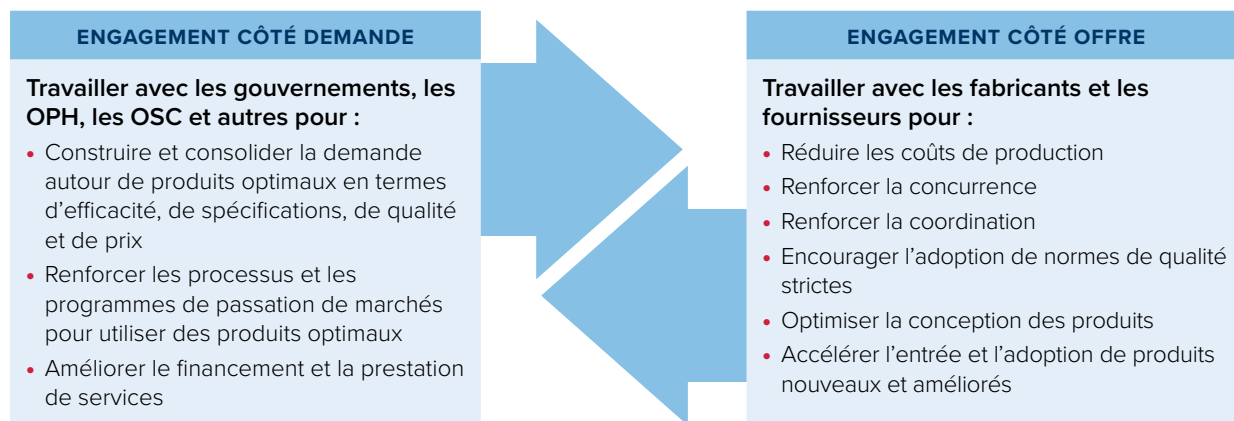 ENGAGEMENT CÔTÉ DEMANDE
Travailler avec les gouvernements, les
OPH, les OSC et autres pour :
• Construire et consolider la demande
autour de produits optimaux en termes
d'efficacité, de spécifications, de qualité
et de prix
• Renforcer les processus et les
programmes de passation de marchés
pour utiliser des produits optimaux
• Améliorer le financement et la prestation
de services
ENGAGEMENT CÔTÉ OFFRE
Travailler avec les fabricants et les
fournisseurs pour :
• Réduire les coûts de production
• Renforcer la concurrence
• Renforcer la coordination
• Encourager l'adoption de normes de qualité
strictes
• Optimiser la conception des produits
• Accélérer l'entrée et l'adoption de produits
nouveaux et améliorés